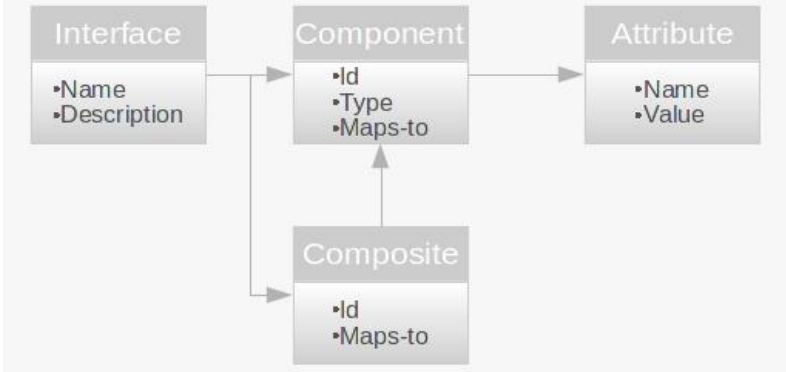 Interface
•Name
•Description
Component
•Id
•Type
•Maps-to
Attribute
•Name
•Value
Composite
•Id
•Maps-to